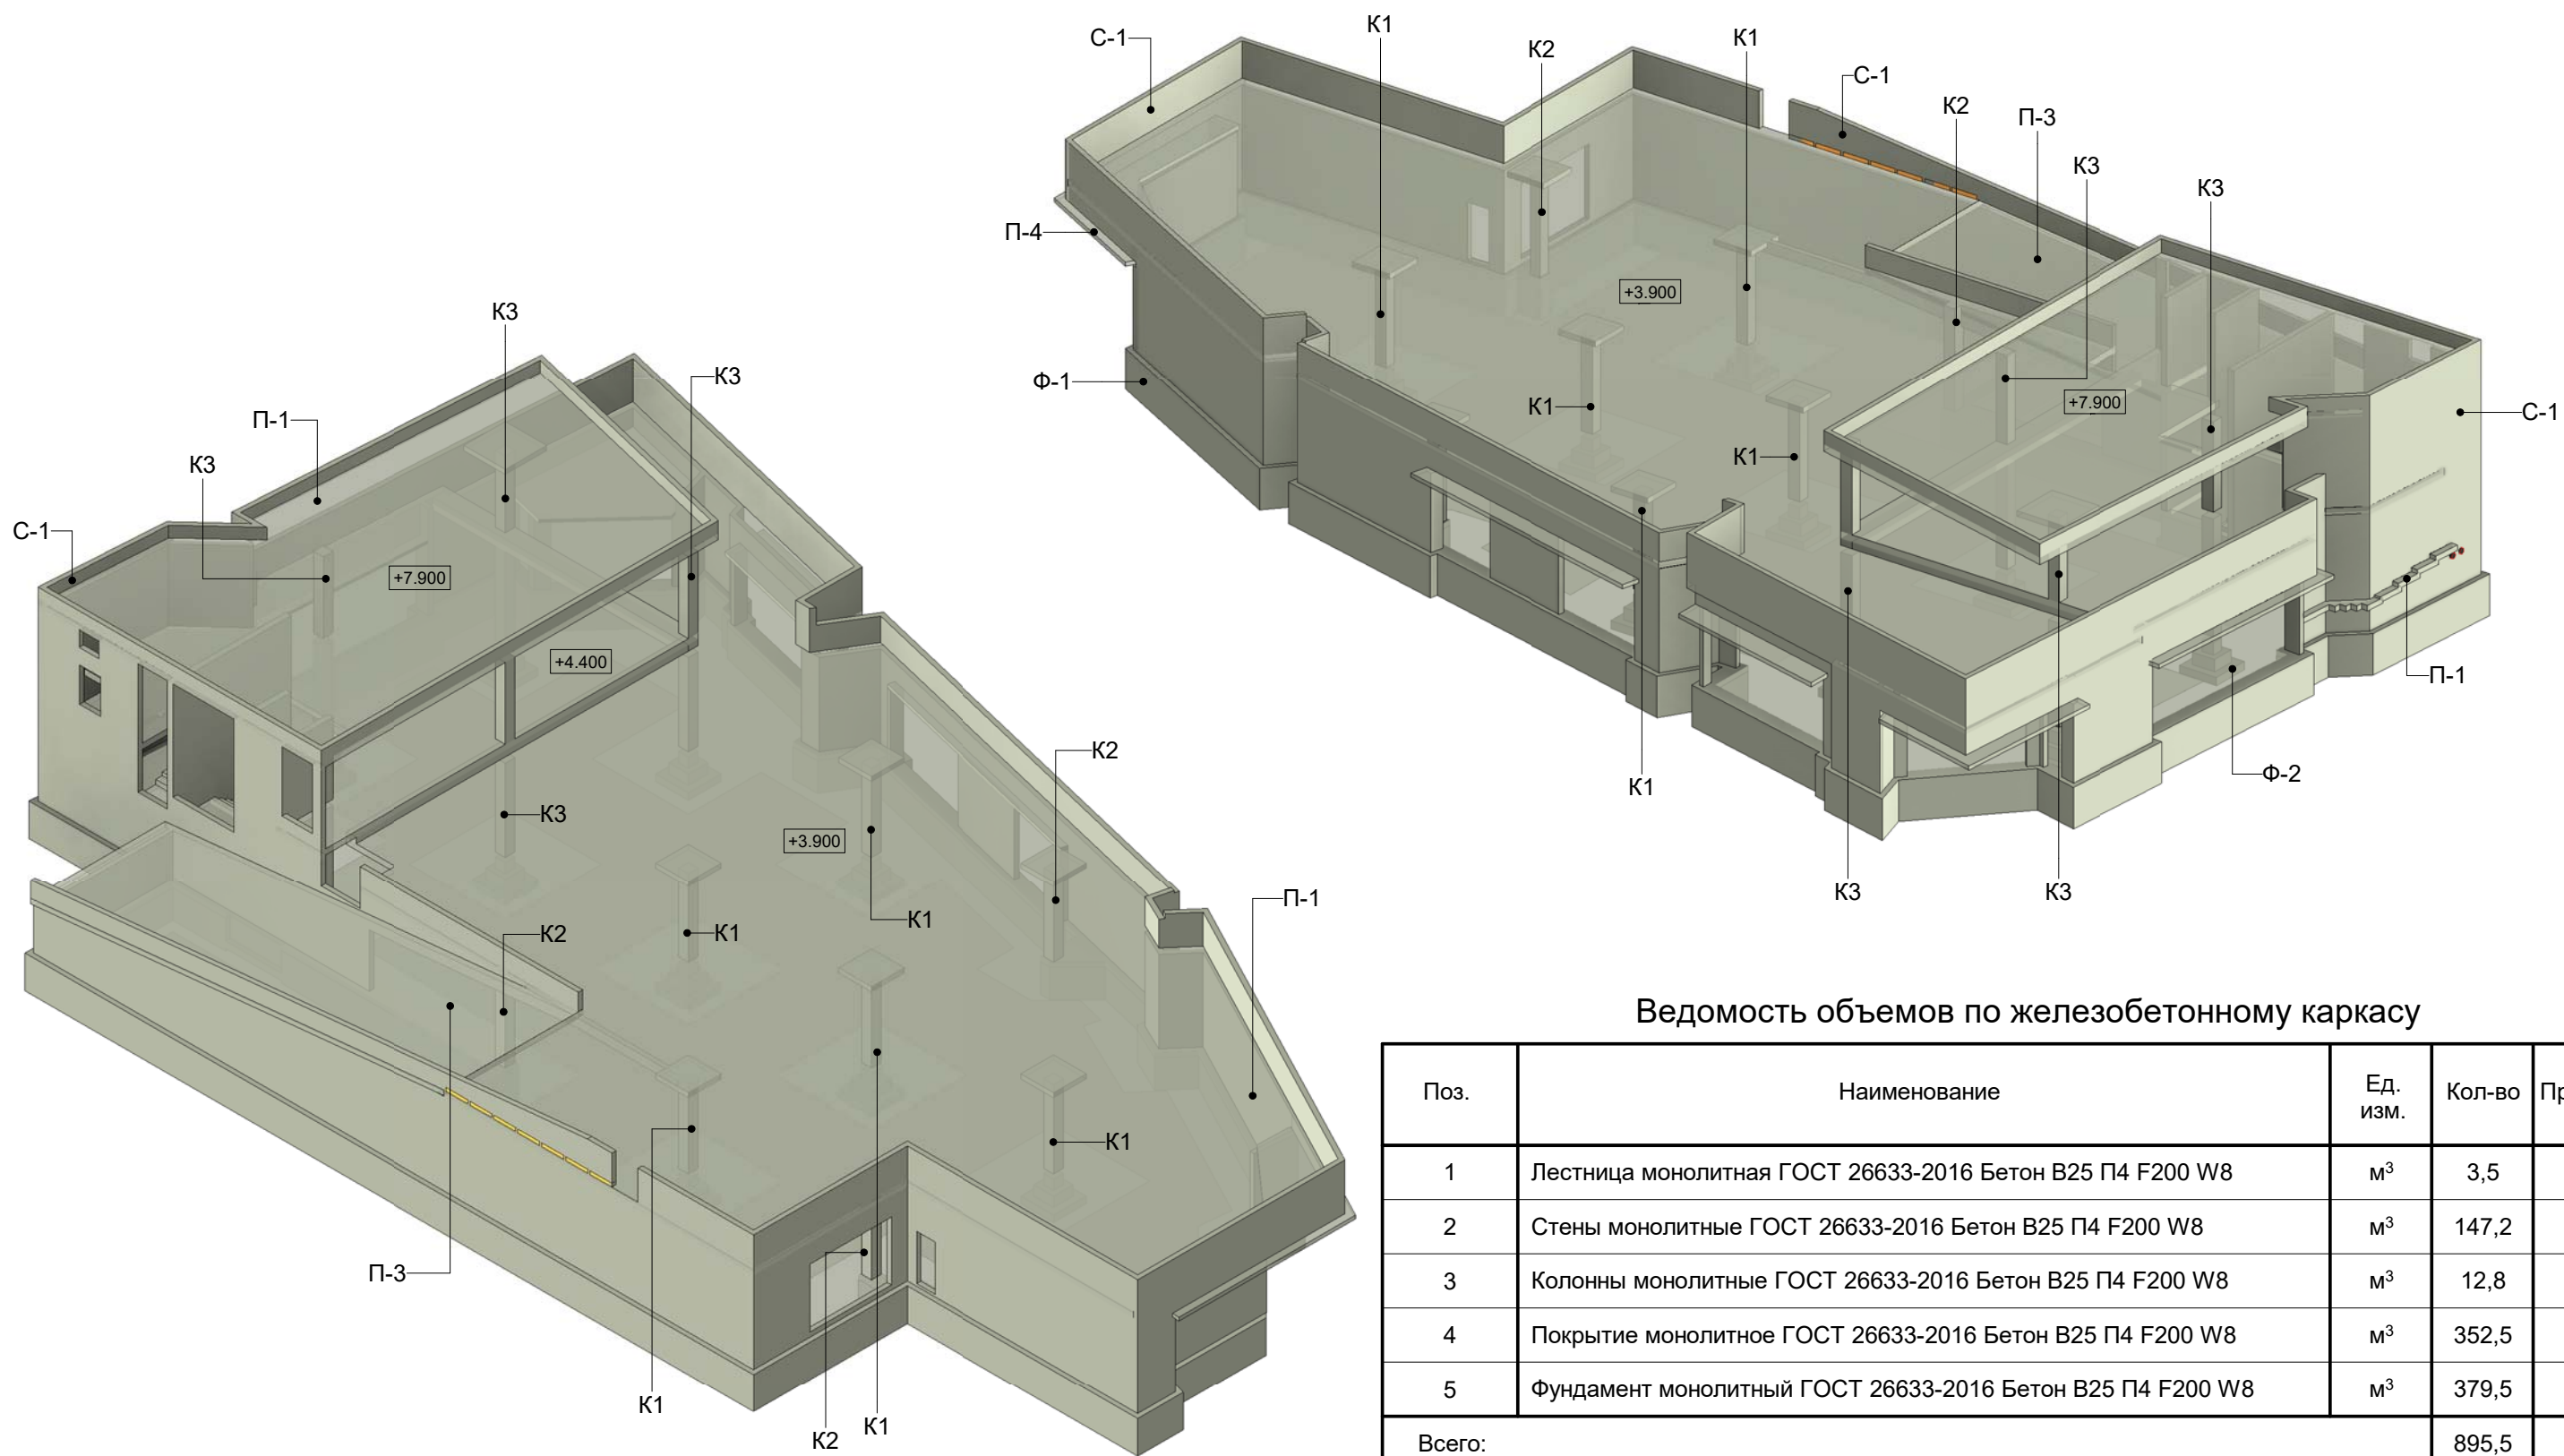 С-1
К1
К2
К1
С-1
К2
П-3
К3
К3
П-4
+3.900
Ф-1
К1
К1
+7.900
С-1
П-1
Ф-2
К1
К3
К3
К3
К3
П-1
К3
С-1
+7.900
+4.400
К2
К3
+3.900
К1
К1
К2
П-1
К1
П-3
К1
К2
К1
Ведомость объемов по железобетонному каркасу
Поз. Наименование Ед. изм. Кол-во Пр
1 Лестница монолитная ГОСТ 26633-2016 Бетон В25 П4 F200 W8 м³ 3,5
2 Стены монолитные ГОСТ 26633-2016 Бетон В25 П4 F200 W8 м³ 147,2
3 Колонны монолитные ГОСТ 26633-2016 Бетон В25 П4 F200 W8 м³ 12,8
4 Покрытие монолитное ГОСТ 26633-2016 Бетон В25 П4 F200 W8 м³ 352,5
5 Фундамент монолитный ГОСТ 26633-2016 Бетон В25 П4 F200 W8 м³ 379,5
Всего: 895,5